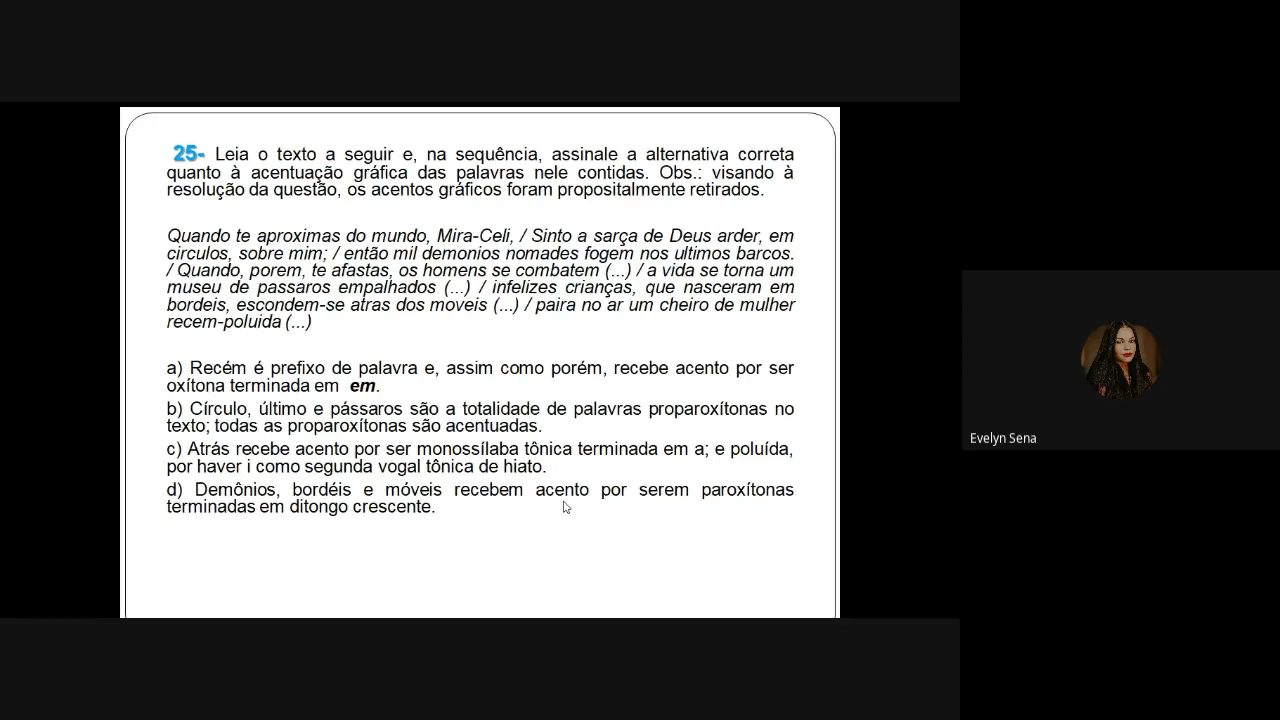 25- Leia o texto a seguir e, na sequência, assinale a alternativa correta
quanto à acentuação gráfica das palavras nele contidas. Obs.: visando à
resolução da questão, os acentos gráficos foram propositalmente retirados.
Quando te aproximas do mundo, Mira-Celi, / Sinto a sarça de Deus arder, em
circulos, sobre mim; / então mil demonios nomades fogem nos ultimos barcos.
/ Quando, porem, te afastas, os homens se combatem (...) / a vida se torna um
museu de passaros empalhados (...) / infelizes crianças, que nasceram em
bordeis, escondem-se atras dos moveis (...) / paira no ar um cheiro de mulher
recem-poluida (...)
a) Recém é prefixo de palavra e, assim como porém, recebe acento por ser
oxítona terminada em em.
b) Círculo, último e pássaros são a totalidade de palavras proparoxítonas no
texto; todas as proparoxítonas são acentuadas.
c) Atrás recebe acento por ser monossílaba tônica terminada em a; e poluída,
por haver i como segunda vogal tônica de hiato.
d) Demônios, bordéis e móveis recebem acento por serem paroxítonas
terminadas em ditongo crescente.
Evelyn Sena